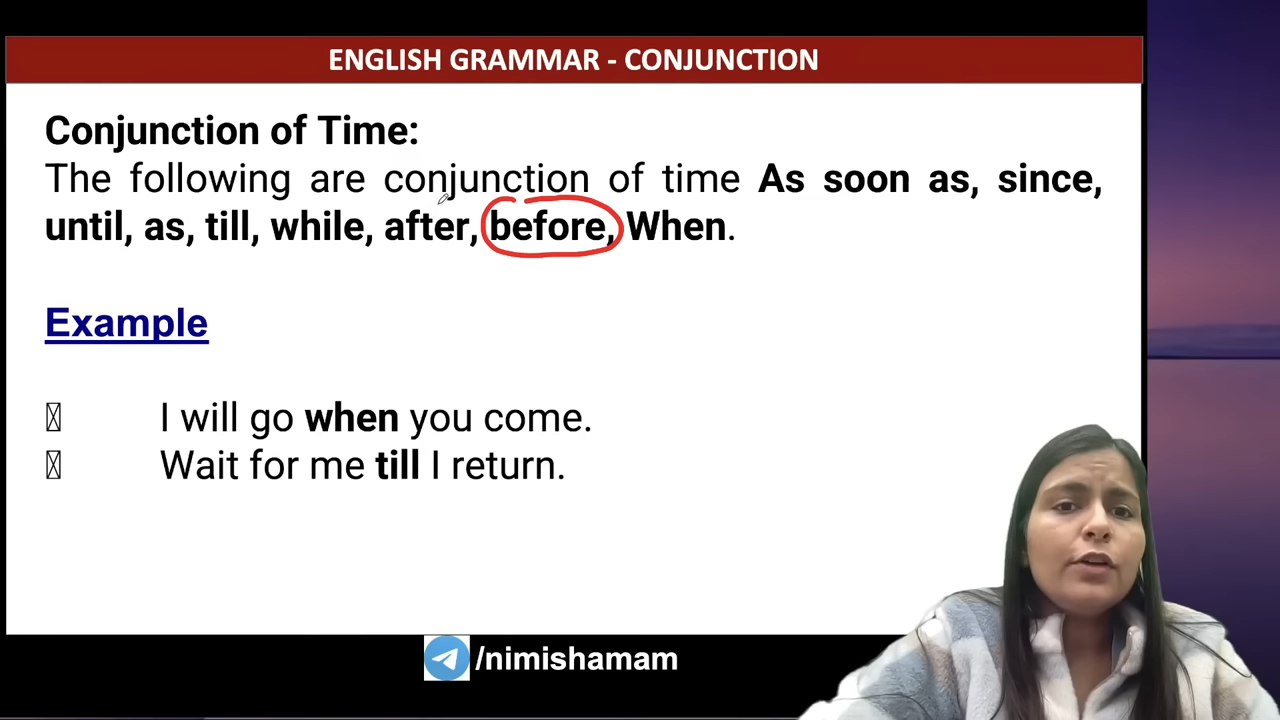 ENGLISH GRAMMAR - CONJUNCTION
Conjunction of Time:
The following are conjunction of time As soon as, since,
until, as, till, while, after, before, When.
Example
I will go when you come.
Wait for me till I return.
/nimishamam